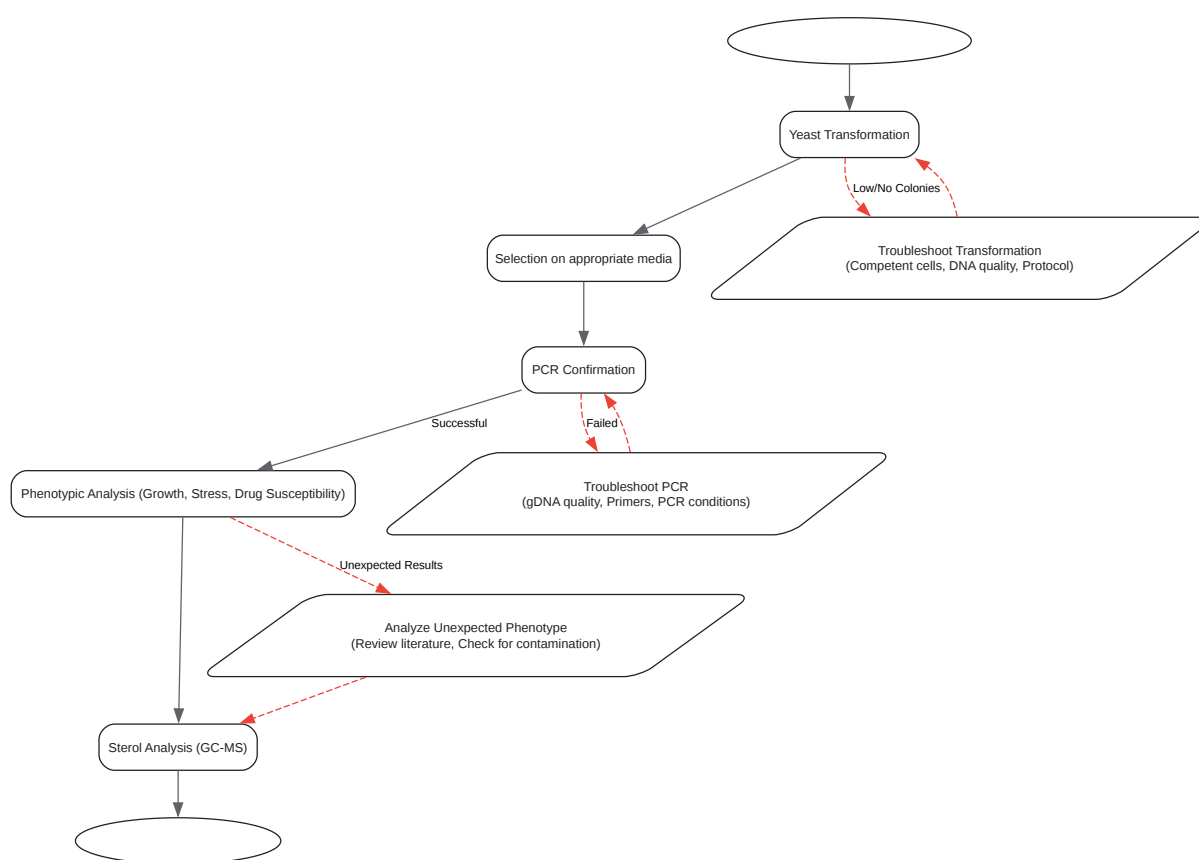 Yeast Transformation
Low/No Colonies
Troubleshoot Transformation
(Competent cells, DNA quality, Protocol)
Selection on appropriate media
PCR Confirmation
Successful
Failed
Troubleshoot PCR
(gDNA quality, Primers, PCR conditions)
Phenotypic Analysis (Growth, Stress, Drug Susceptibility)
Unexpected Results
Analyze Unexpected Phenotype
(Review literature, Check for contamination)
Sterol Analysis (GC-MS)